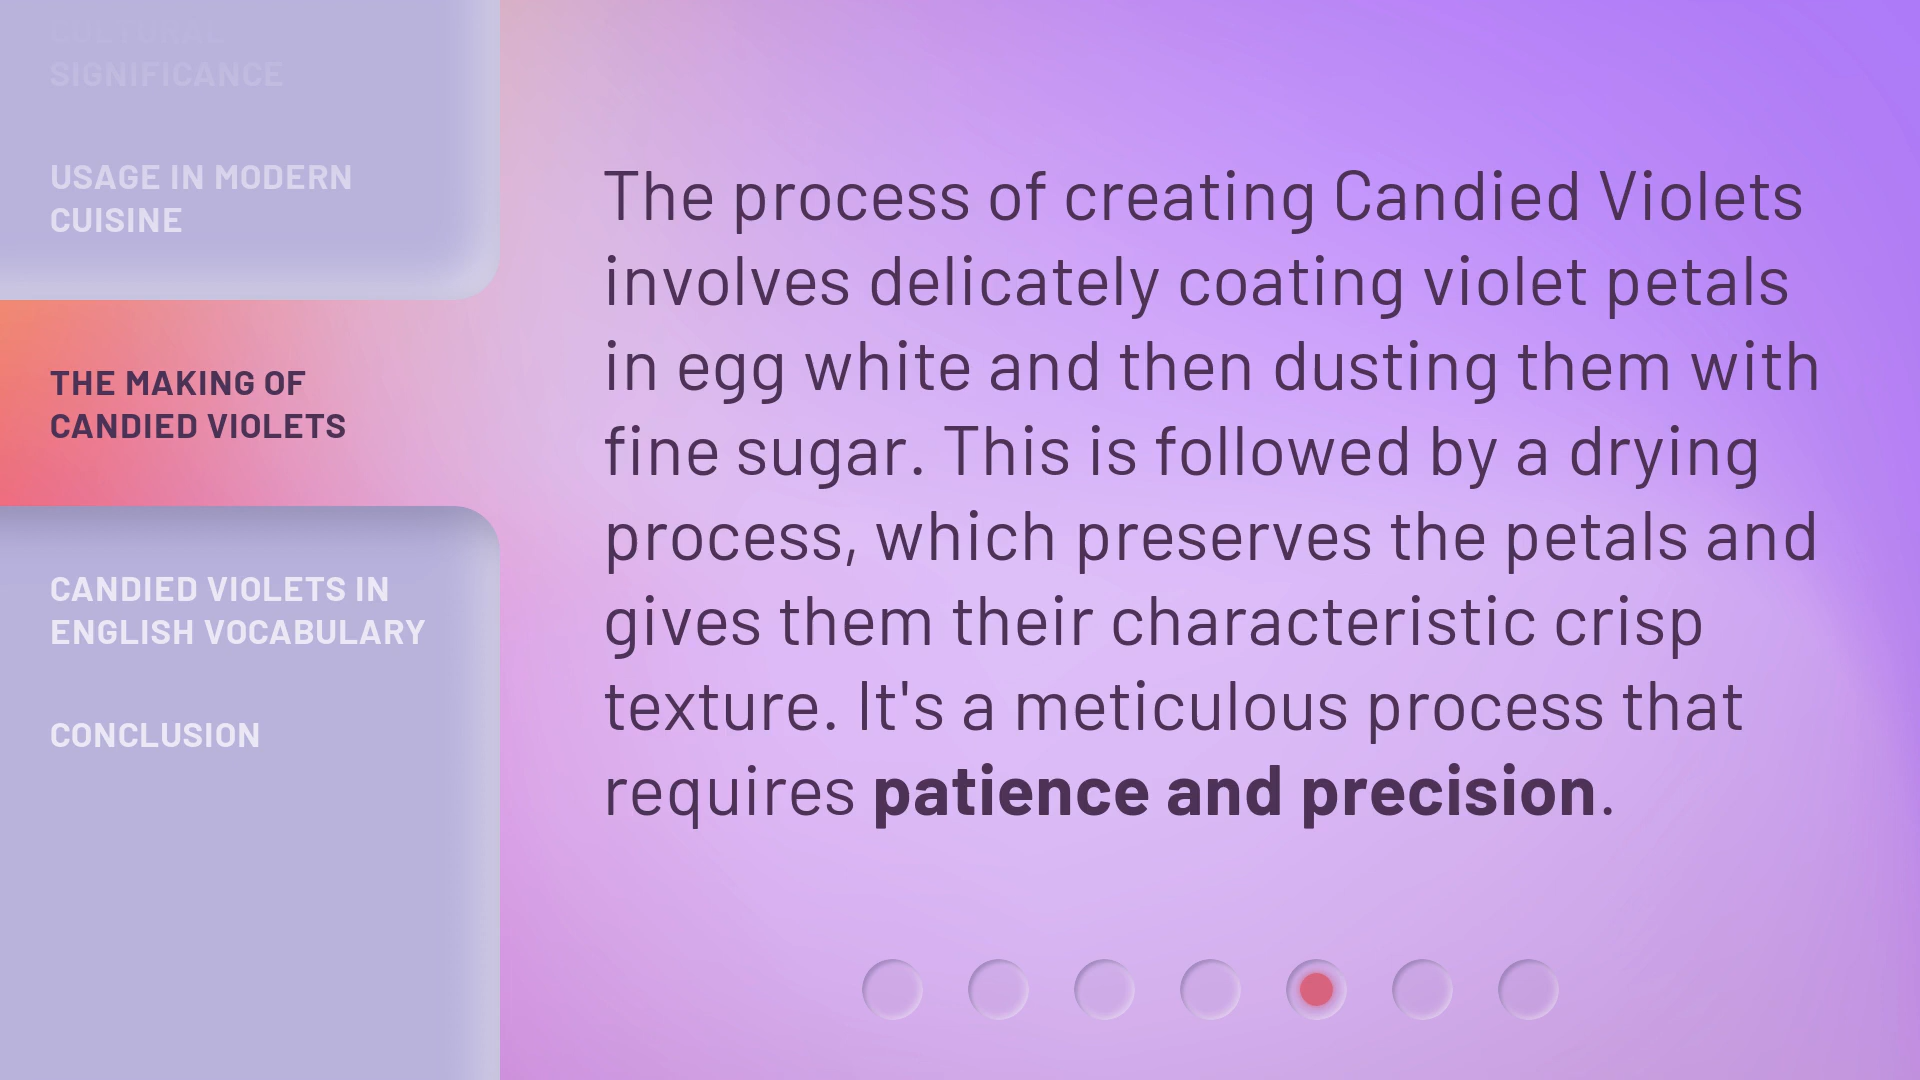 CULTURAL
SIGNIFICANCE
USAGE IN MODERN
CUISINE
THE MAKING OF
CANDIED VIOLETS
CANDIED VIOLETS IN
ENGLISH VOCABULARY
CONCLUSION
The process of creating Candied Violets
involves delicately coating violet petals
in egg white and then dusting them with
fine sugar. This is followed by a drying
process, which preserves the petals and
gives them their characteristic crisp
texture. It's a meticulous process that
requires patience and precision.